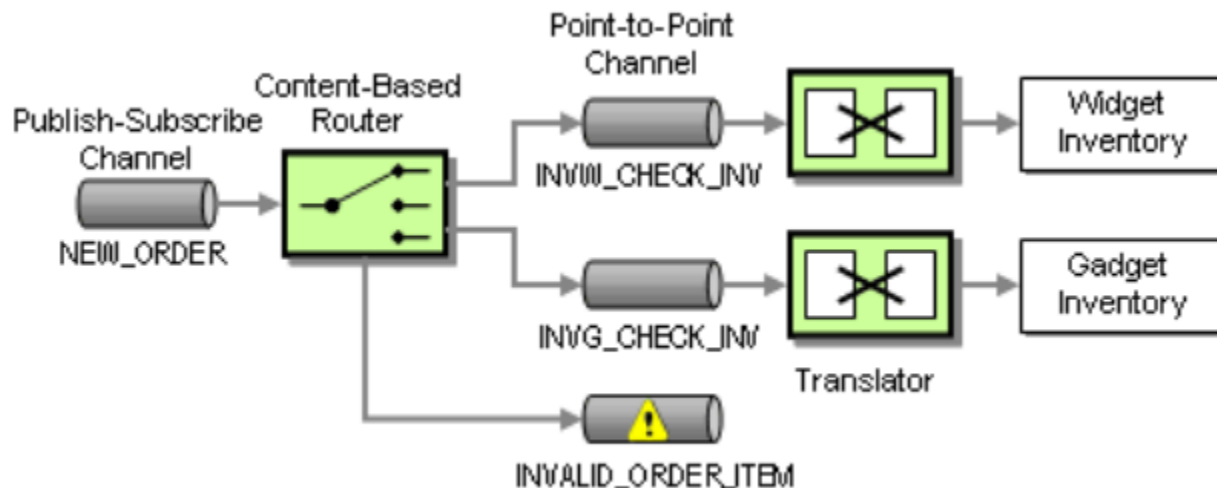 Publish-Subscribe
Channel
NEW_ORDER
Content-Based
Router
Point-to-Point
Channel
INVW_CHECK_INV
Widget
Inventory
INVG_CHECK_INV
Translator
Gadget
Inventory
INVALID_ORDER_ITEM